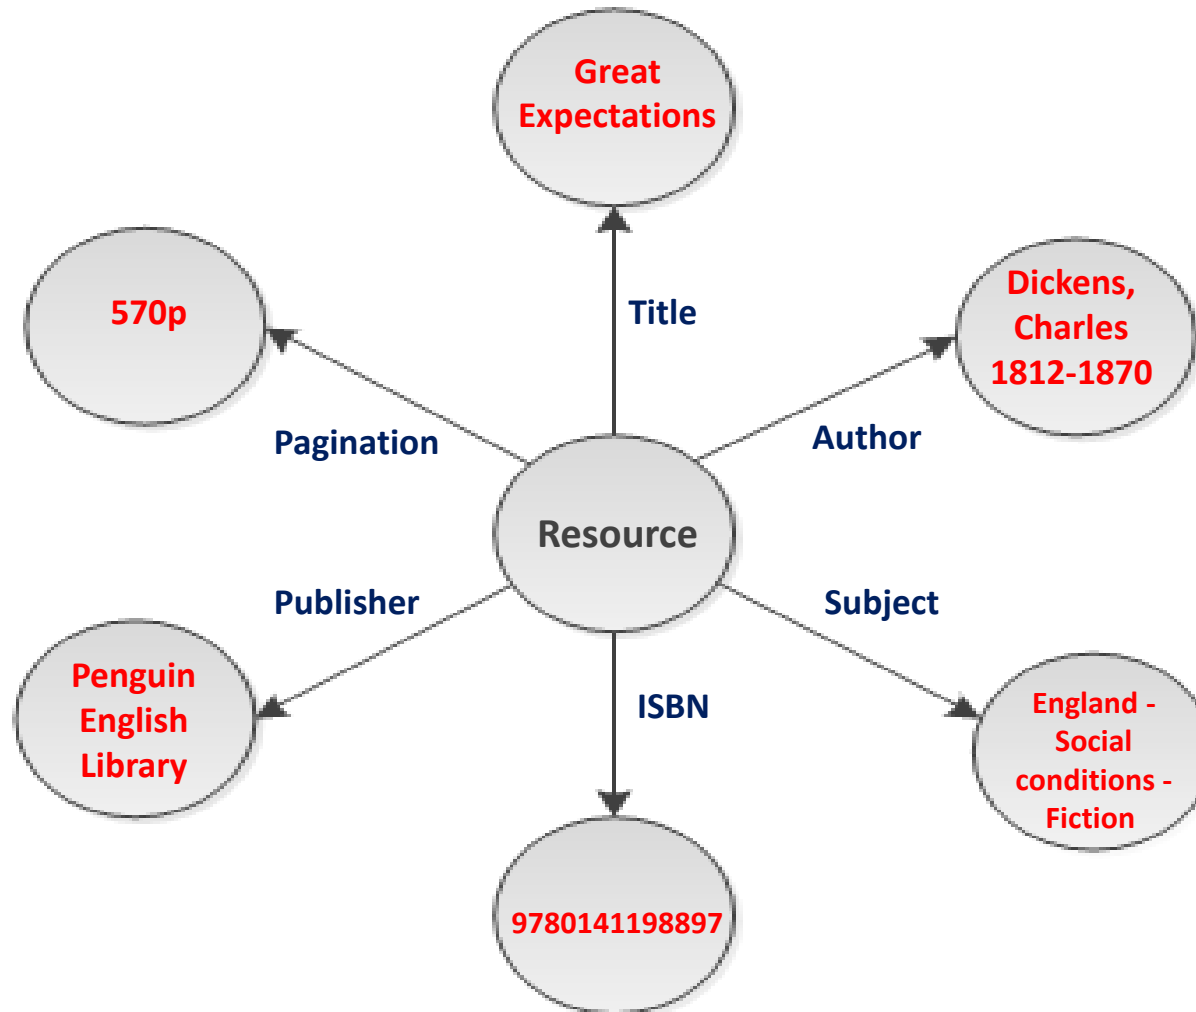 Great
Expectations
570p
Title
Dickens,
Charles
1812-1870
Pagination
Author
Resource
Publisher
Subject
Penguin
English
Library
ISBN
England -
Social
conditions -
Fiction
9780141198897